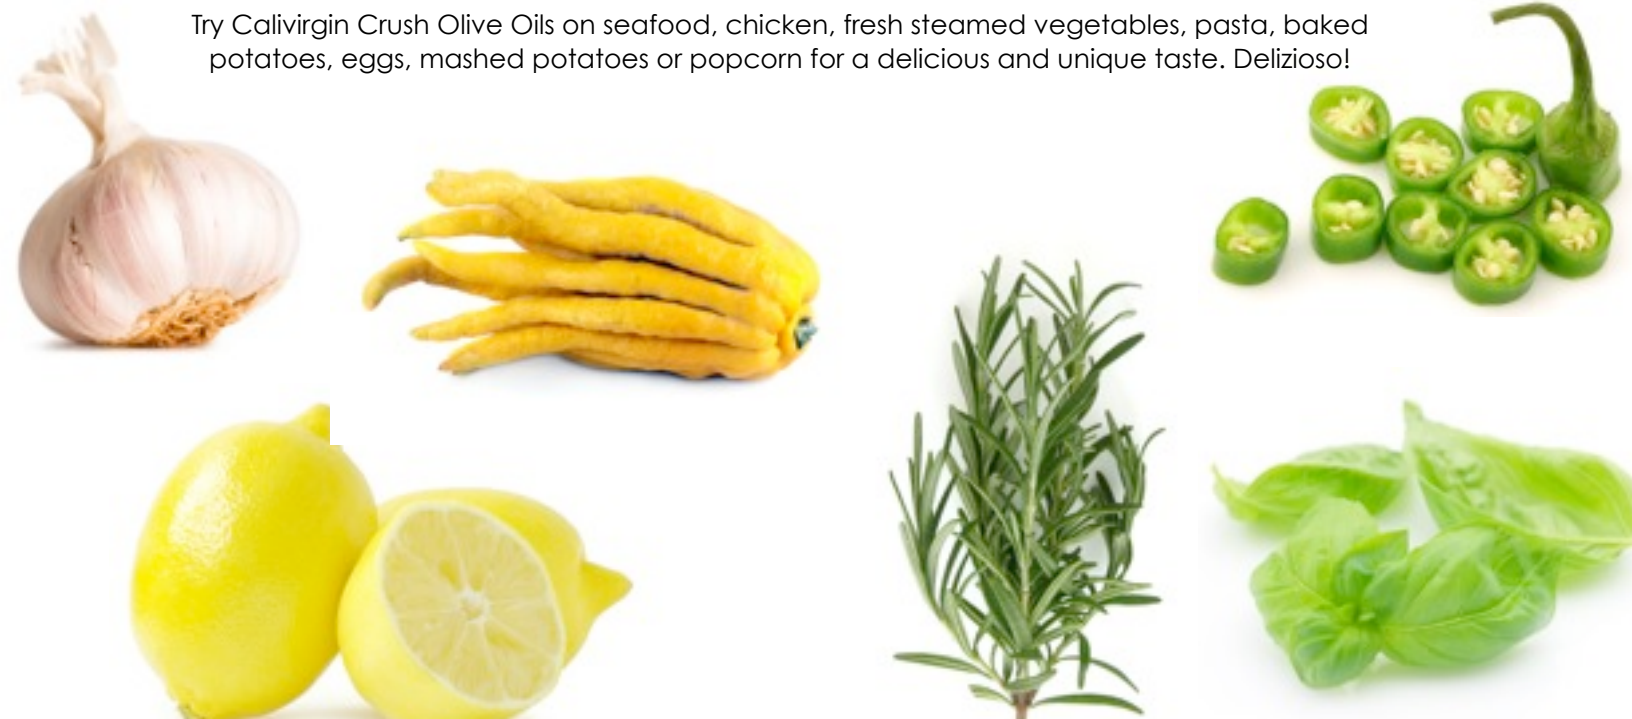 Try Calivirgin Crush Olive Oils on seafood, chicken, fresh steamed vegetables, pasta, baked
potatoes, eggs, mashed potatoes or popcorn for a delicious and unique taste. Delizioso!